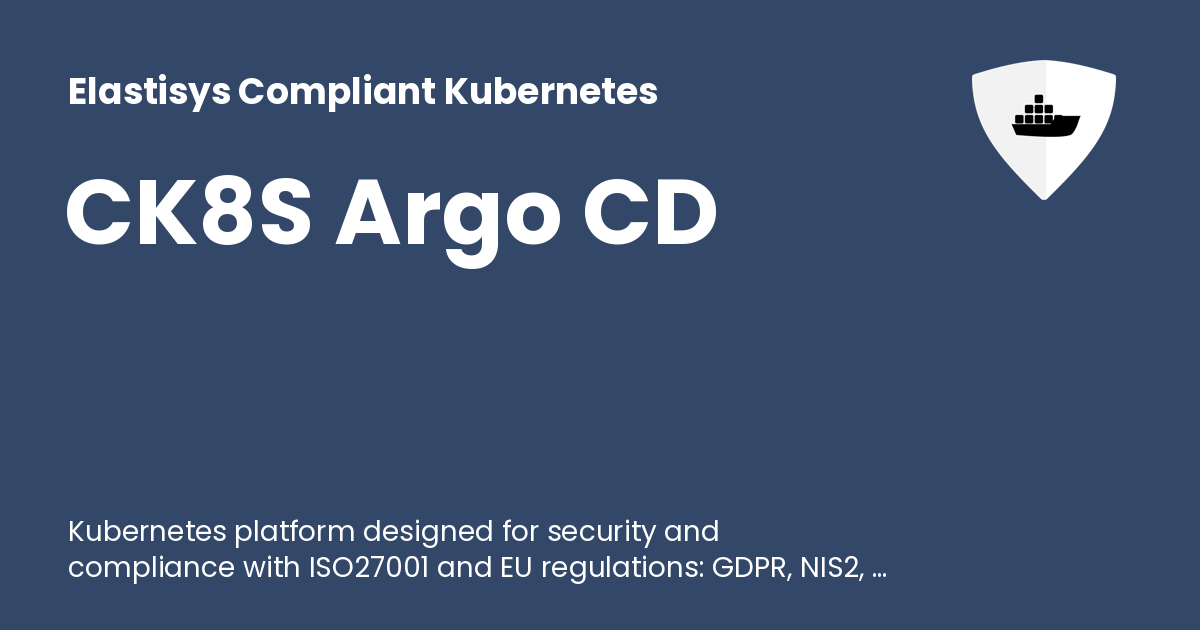 Elastisys Compliant Kubernetes
CK8S Argo CD
Kubernetes platform designed for security and
compliance with ISO27001 and EU regulations: GDPR, NIS2, ...